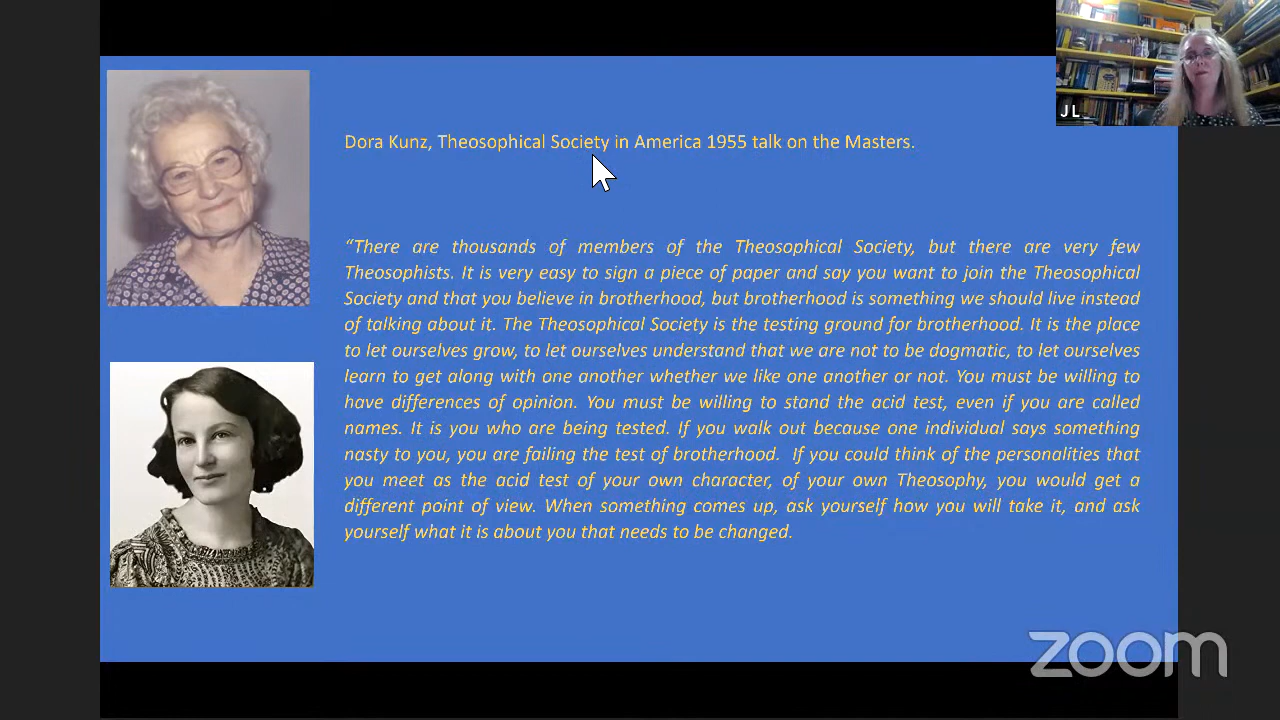 J L
Dora Kunz, Theosophical Society in America 1955 talk on the Masters.
“There are thousands of members of the Theosophical Society, but there are very few
Theosophists. It is very easy to sign a piece of paper and say you want to join the Theosophical
Society and that you believe in brotherhood, but brotherhood is something we should live instead
of talking about it. The Theosophical Society is the testing ground for brotherhood. It is the place
to let ourselves grow, to let ourselves understand that we are not to be dogmatic, to let ourselves
learn to get along with one another whether we like one another or not. You must be willing to
have differences of opinion. You must be willing to stand the acid test, even if you are called
names. It is you who are being tested. If you walk out because one individual says something
nasty to you, you are failing the test of brotherhood.  If you could think of the personalities that
you meet as the acid test of your own character, of your own Theosophy, you would get a
different point of view. When something comes up, ask yourself how you will take it, and ask
yourself what it is about you that needs to be changed.
zoom